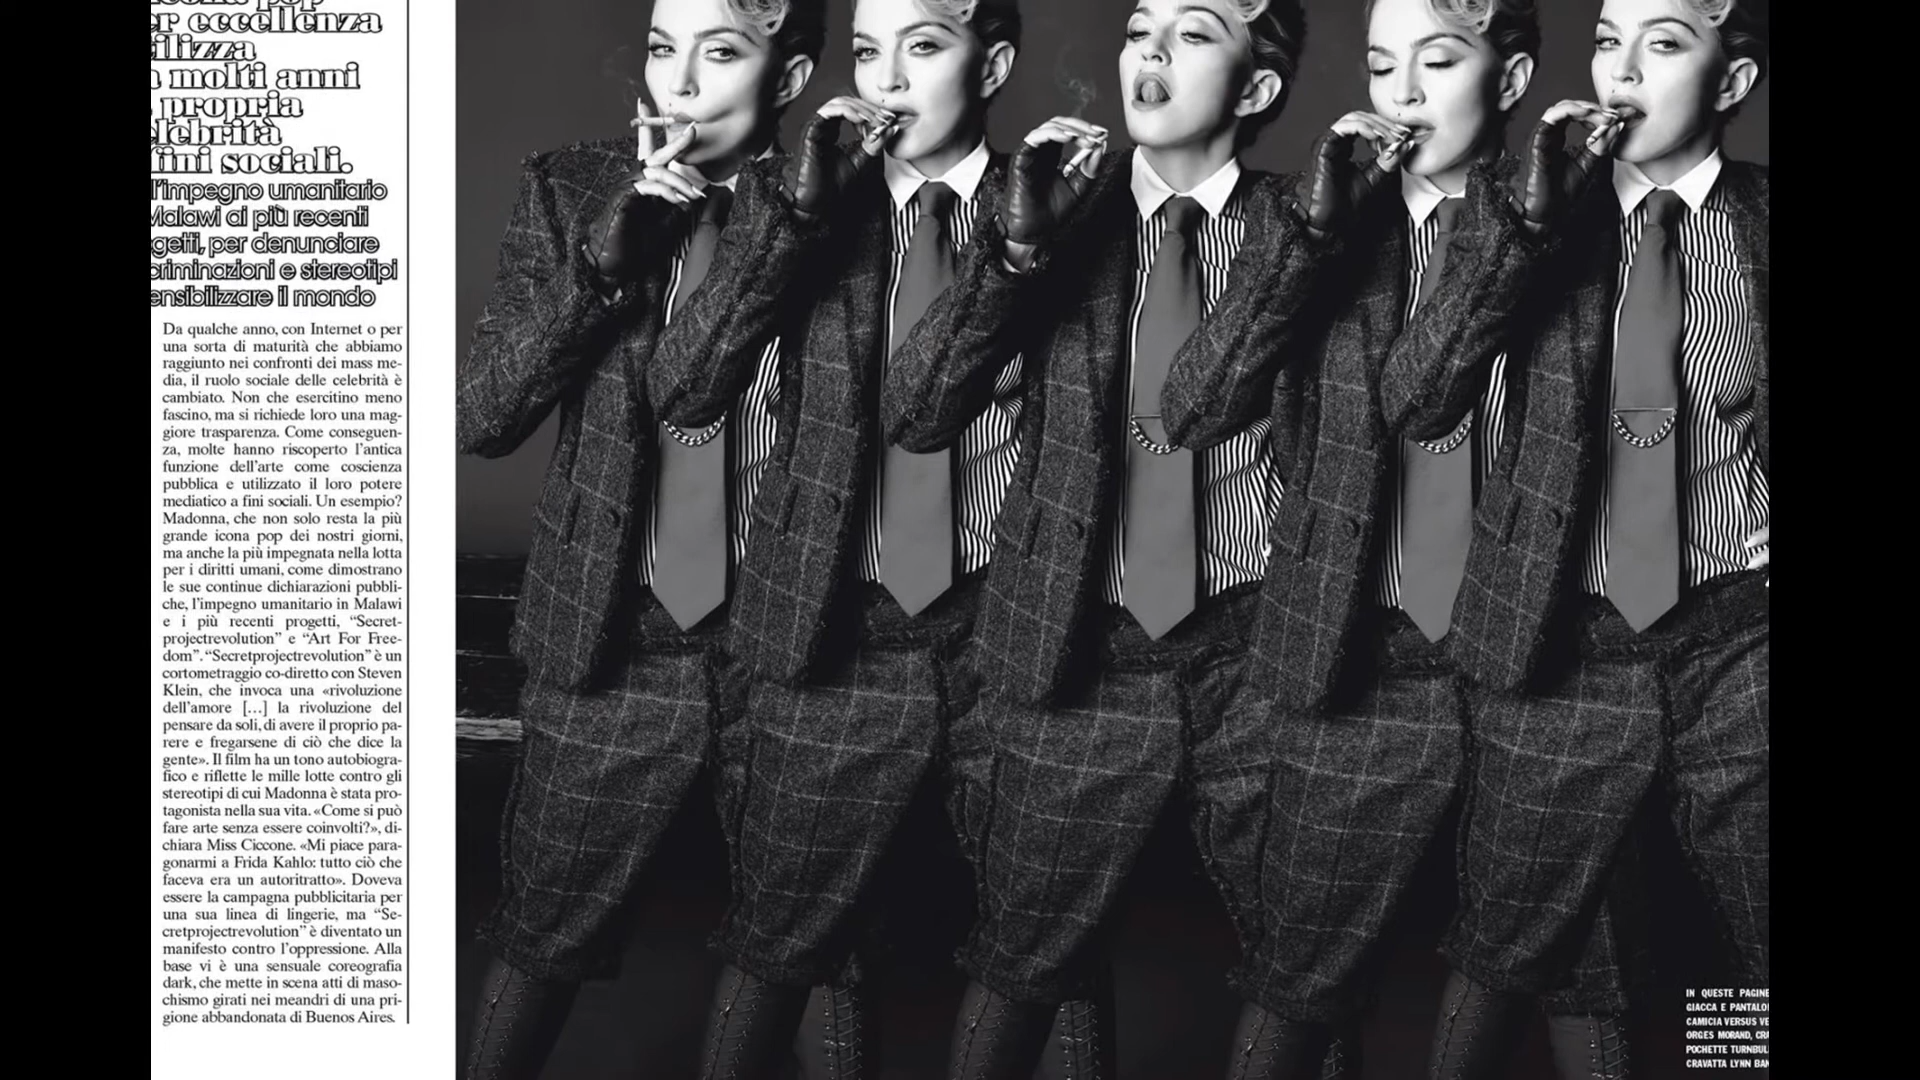 icona pop
er eccellenza
tilizza
a molti anni
propria
elebrità
fini sociali.
l'impegno umanitario
Malawi ai più recenti
getti, per denunciare
criminazioni e stereotipi
ensibilizzare il mondo
Da qualche anno, con Internet o per
una sorta di maturità che abbiamo
raggiunto nei confronti dei mass me-
dia, il ruolo sociale delle celebrità è
cambiato. Non che esercitino meno
fascino, ma si richiede loro una mag-
giore trasparenza. Come conseguen-
za, molte hanno riscoperto l'antica
funzione dell'arte come coscienza
pubblica e utilizzato il loro potere
mediatico a fini sociali. Un esempio?
Madonna, che non solo resta la più
grande icona pop dei nostri giorni,
ma anche la più impegnata nella lotta
per i diritti umani, come dimostrano
le sue continue dichiarazioni pubbli-
che, l'impegno umanitario in Malawi
e i più recenti progetti, “Secret-
projectrevolution” e “Art For Free-
dom”. “Secretprojectrevolution” è un
cortometraggio co-diretto con Steven
Klein, che invoca una «rivoluzione
dell'amore [...] la rivoluzione del
pensare da soli, di avere il proprio pa-
rere e fregarsene di ciò che dice la
gente». Il film ha un tono autobiogra-
fico e riflette le mille lotte contro gli
stereotipi di cui Madonna è stata pro-
tagonista nella sua vita. «Come si può
fare arte senza essere coinvolti?», di-
chiara Miss Ciccone. «Mi piace para-
gonarmi a Frida Kahlo: tutto ciò che
faceva era un autoritratto». Doveva
essere la campagna pubblicitaria per
una sua linea di lingerie, ma “Se-
cretprojectrevolution” è diventato un
manifesto contro l'oppressione. Alla
base vi è una sensuale coreografia
dark, che mette in scena atti di maso-
chismo girati nei meandri di una pri-
gione abbandonata di Buenos Aires.
IN QUESTE PAGINE
GIACCA E PANTALO
CAMICIA VERSUS VE
ORGES MORAND, CRA
POCHETTE TURNBUL
CRAVATTA LYNN BAN